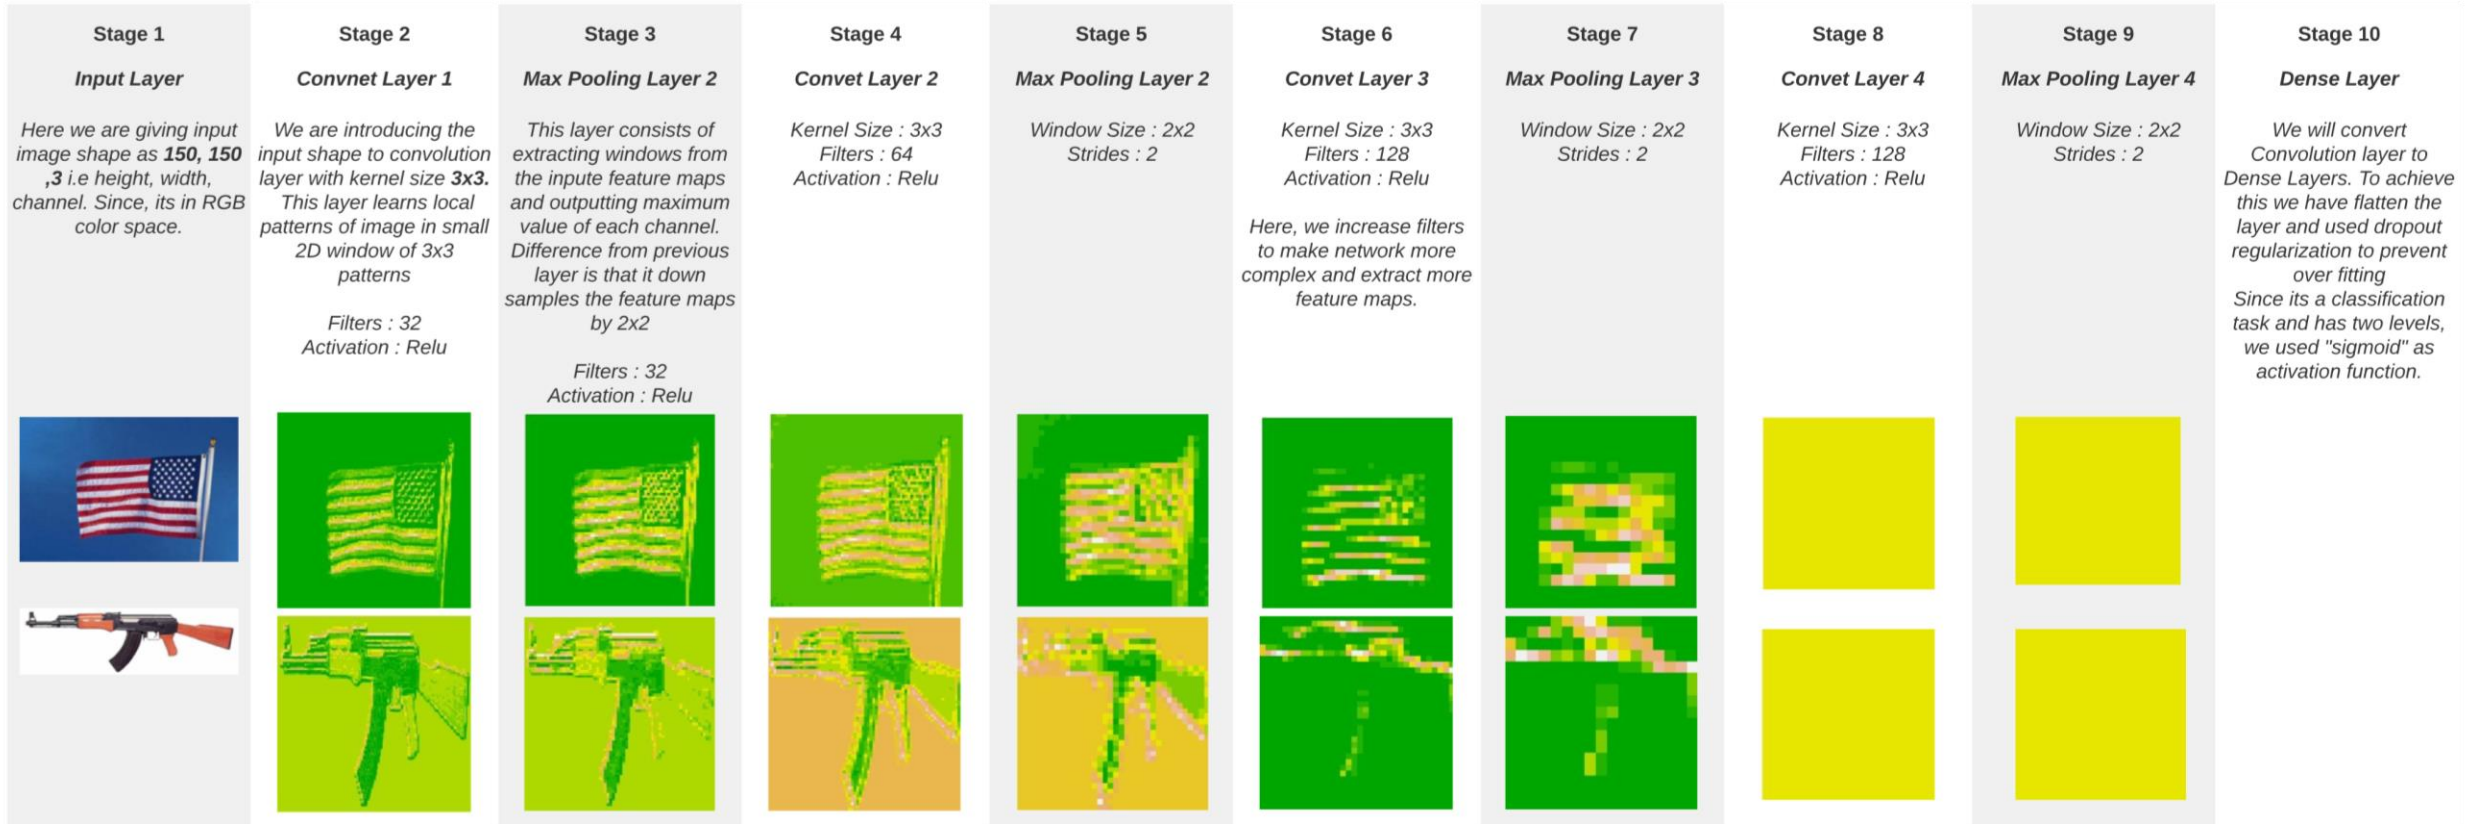 Stage 1
Input Layer
Here we are giving input
image shape as 150, 150
,3 i.e height, width,
channel. Since, its in RGB
color space.
Stage 2
Convnet Layer 1
We are introducing the
input shape to convolution
layer with kernel size 3x3.
This layer learns local
patterns of image in small
2D window of 3x3
patterns
Filters : 32
Activation : Relu
Stage 3
Max Pooling Layer 2
This layer consists of
extracting windows from
the inpute feature maps
and outputting maximum
value of each channel.
Difference from previous
layer is that it down
samples the feature maps
by 2x2
Filters : 32
Activation : Relu
Stage 4
Convet Layer 2
Kernel Size : 3x3
Filters : 64
Activation : Relu
Stage 5
Max Pooling Layer 2
Window Size : 2x2
Strides : 2
Stage 6
Convet Layer 3
Kernel Size : 3x3
Filters : 128
Activation : Relu
Here, we increase filters
to make network more
complex and extract more
feature maps.
Stage 7
Max Pooling Layer 3
Window Size : 2x2
Strides : 2
Stage 8
Convet Layer 4
Kernel Size : 3x3
Filters : 128
Activation : Relu
Stage 9
Max Pooling Layer 4
Window Size : 2x2
Strides : 2
Stage 10
Dense Layer
We will convert
Convolution layer to
Dense Layers. To achieve
this we have flatten the
layer and used dropout
regularization to prevent
over fitting
Since its a classification
task and has two levels,
we used "sigmoid" as
activation function.